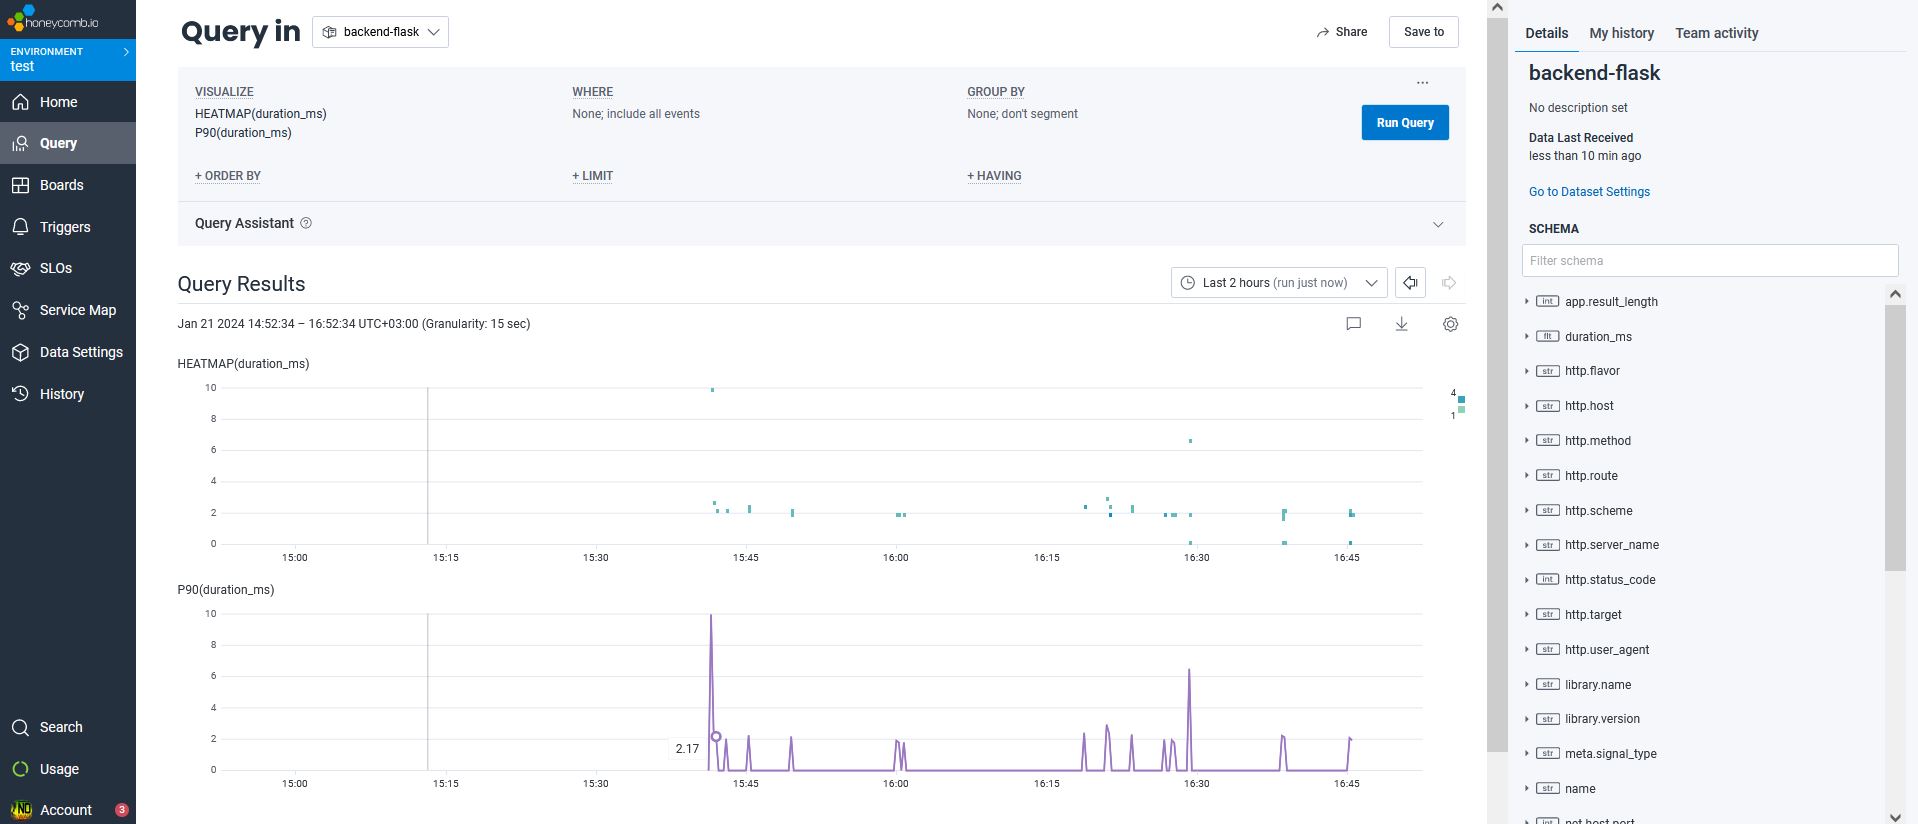 honeycomb.io
ENVIRONMENT
test
Home
Query
Boards
Triggers
SLOs
Service Map
Data Settings
History
Search
Usage
Account 3
Query in backend-flask
Share Save to
VISUALIZE WHERE GROUP BY
HEATMAP(duration_ms) None; include all events None; don't segment
P90(duration_ms)
Run Query
+ ORDER BY + LIMIT + HAVING
Query Assistant
Query Results
Last 2 hours (run just now)
Jan 21 2024 14:52:34 – 16:52:34 UTC+03:00 (Granularity: 15 sec)
HEATMAP(duration_ms)
10
8
6
4
2
0
15:00 15:15 15:30 15:45 16:00 16:15 16:30 16:45
4
1
P90(duration_ms)
10
8
6
4
2
0
2.17
15:00 15:15 15:30 15:45 16:00 16:15 16:30 16:45
Details My history Team activity
backend-flask
No description set
Data Last Received
less than 10 min ago
Go to Dataset Settings
SCHEMA
Filter schema
int app.result_length
flt duration_ms
str http.flavor
str http.host
str http.method
str http.route
str http.scheme
str http.server_name
int http.status_code
str http.target
str http.user_agent
str library.name
str library.version
str meta.signal_type
str name
int net.host.port